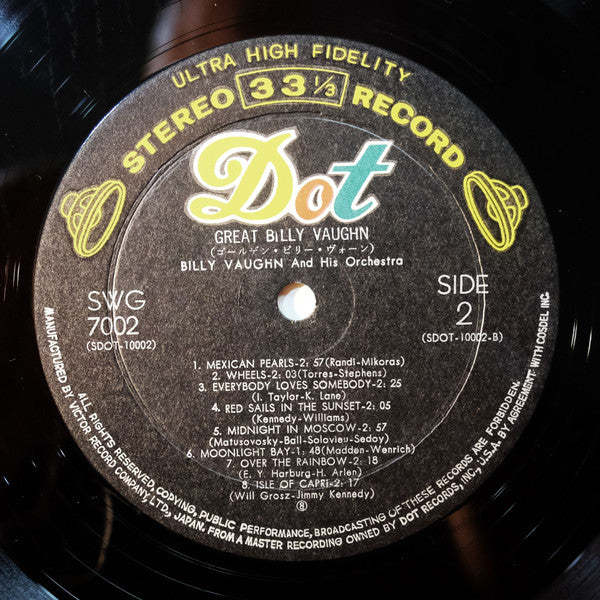 ULTRA HIGH FIDELITY
STEREO 33 1/3 RECORD
Dot
GREAT BILLY VAUGHN
(ゴールデン・ビリー・ヴォーン)
BILLY VAUGHN And His Orchestra
SWG
7002
(SDOT-10002)
SIDE
2
(SDOT-10002-B)
1. MEXICAN PEARLS-2: 57(Randi-Mikoras)
2. WHEELS-2: 03(Torres-Stephens)
3. EVERYBODY LOVES SOMEBODY-2: 25
(I. Taylor-K. Lane)
4. RED SAILS IN THE SUNSET-2: 05
(Kennedy-Williams)
5. MIDNIGHT IN MOSCOW-2: 57
(Matusovosky-Ball-Solovieu-Sedoy)
6. MOONLIGHT BAY-1: 48(Madden-Wenrich)
7. OVER THE RAINBOW-2: 18
(E. Y. Harburg-H. Arlen)
8. ISLE OF CAPRI-2: 17
(Will Grosz-Jimmy Kennedy)
Ⓡ
ALL RIGHTS RESERVED, COPYING, PUBLIC PERFORMANCE, BROADCASTING OF THESE RECORDS ARE FORBIDDEN.
MANUFACTURED BY VICTOR RECORD COMPANY, LTD, JAPAN. FROM A MASTER RECORDING OWNED BY DOT RECORDS, INC., U.S.A. BY AGREEMENT WITH COSDEL INC.